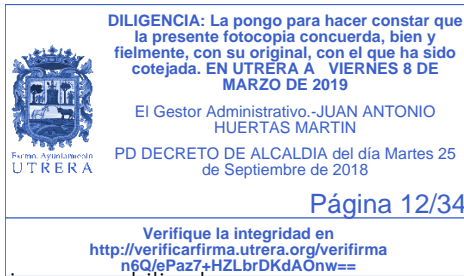 DILIGENCIA: La pongo para hacer constar que
la presente fotocopia concuerda, bien y
fielmente, con su original, con el que ha sido
cotejada. EN UTRERA A VIERNES 8 DE
MARZO DE 2019
El Gestor Administrativo.-JUAN ANTONIO
HUERTAS MARTIN
PD DECRETO DE ALCALDIA del día Martes 25
de Septiembre de 2018
Excmo. Ayuntamiento
UTRERA
Página 12/34
Verifique la integridad en
http://verificarfirma.utrera.org/verifirma
n6Q/ePaz7+HZLbrDKdAOnw==